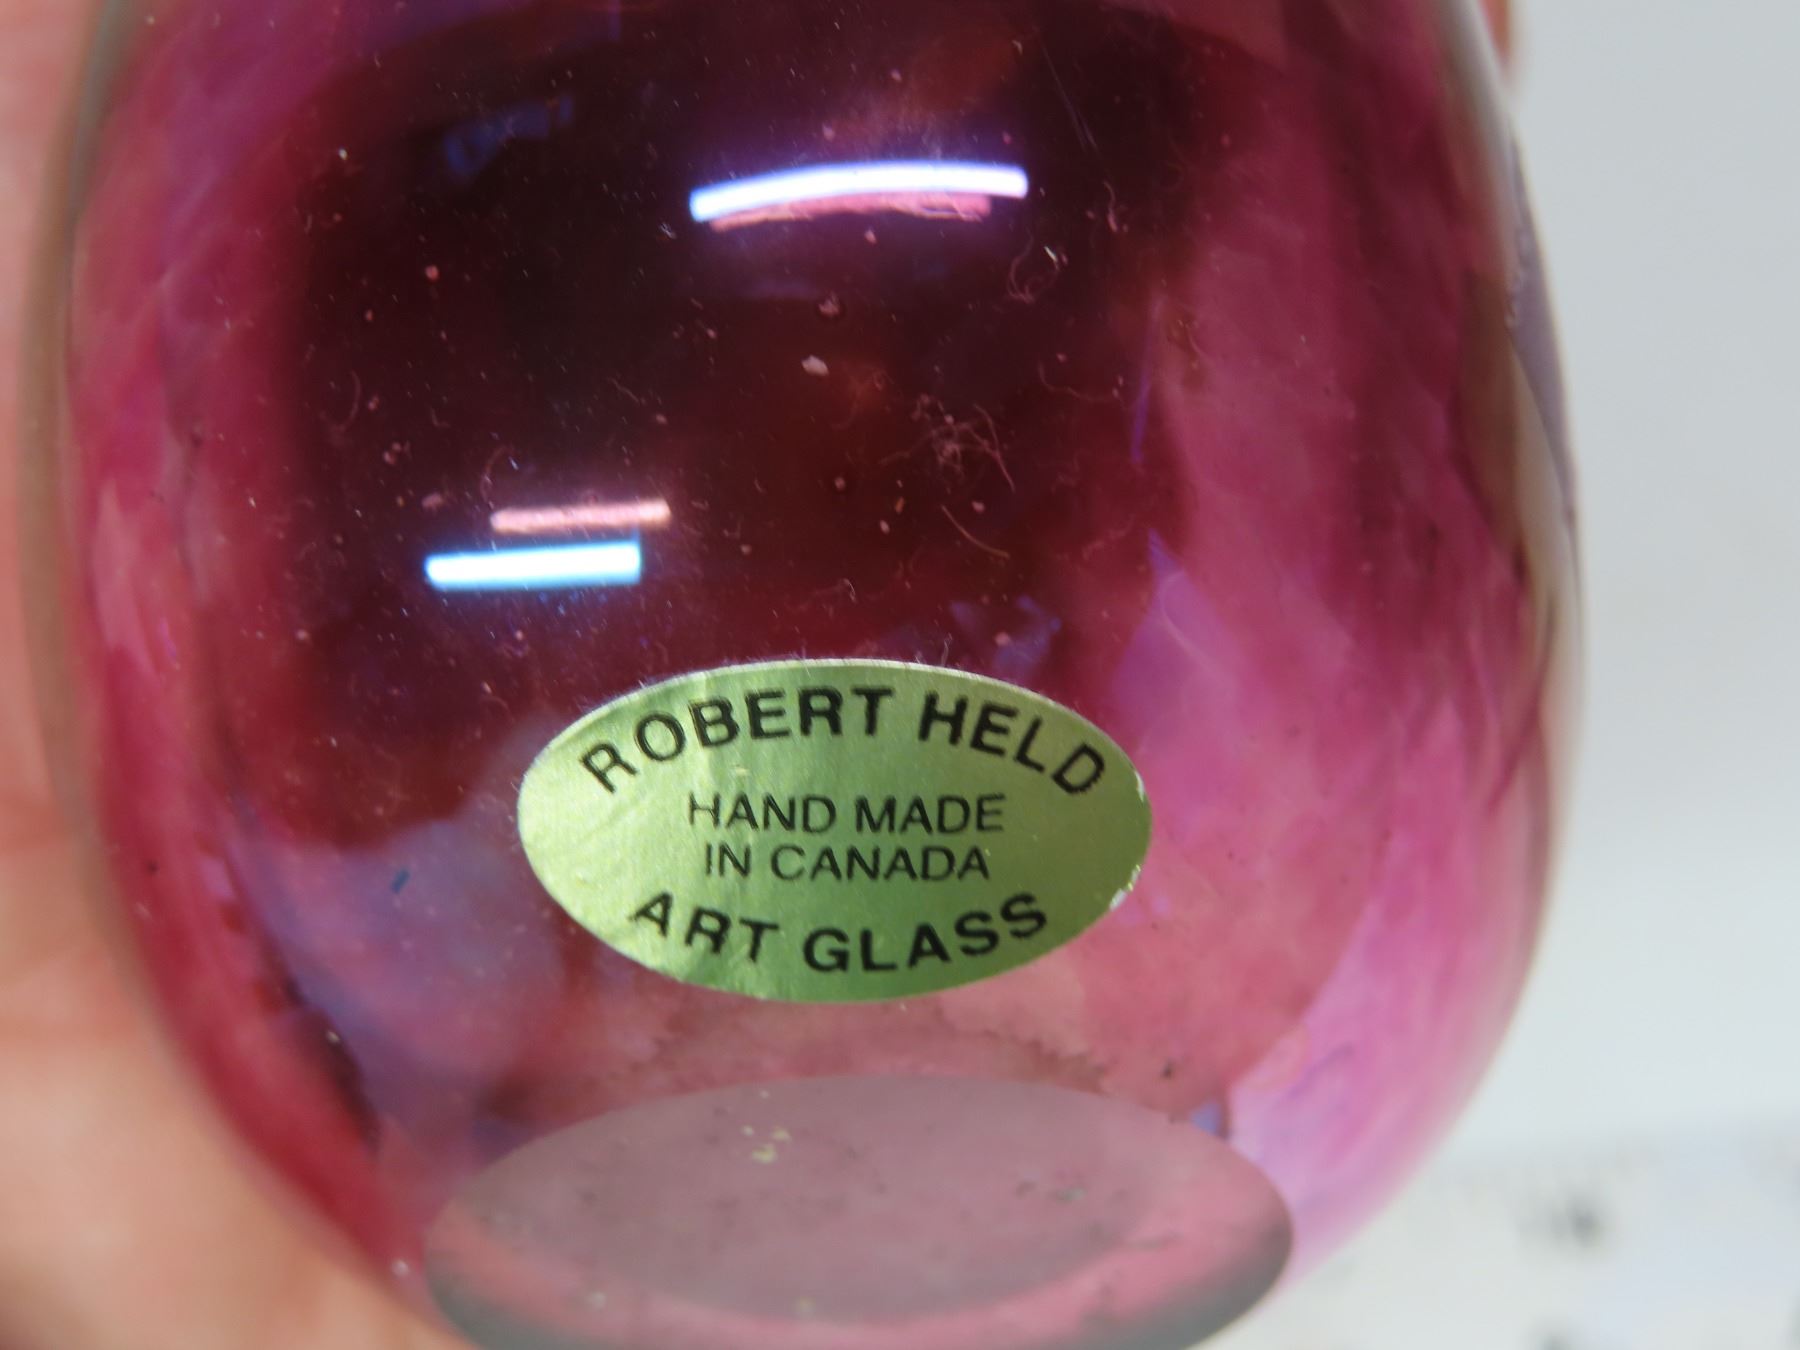 ROBERT HELD
HAND MADE
IN CANADA
ART GLASS